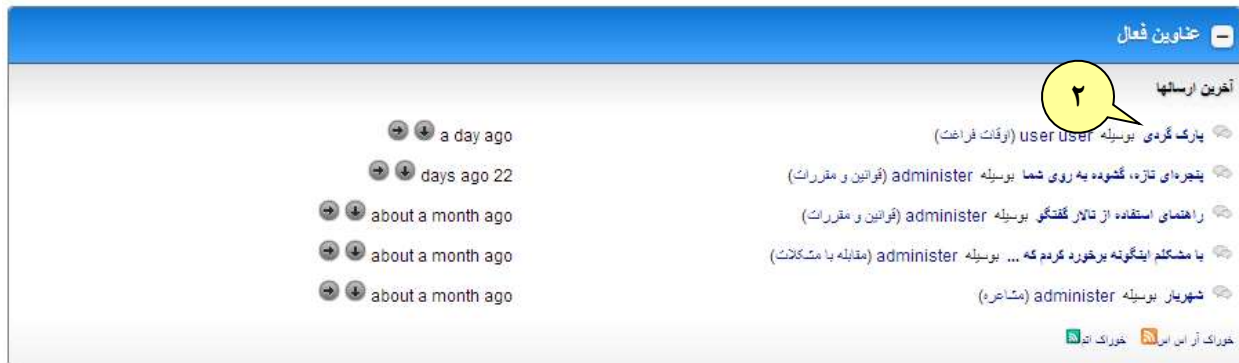 عناوین فعال
آخرین ارسالها
۲
پارک گردی بوسیله user user (اوقات فراغت) a day ago
پنجره‌ای تازه، گشوده به روی شما بوسیله administer (قوانین و مقررات) days ago 22
راهنمای استفاده از تالار گفتگو بوسیله administer (قوانین و مقررات) about a month ago
با مشکلم اینگونه برخورد کردم که ... بوسیله administer (مقابله با مشکلات) about a month ago
شهریار بوسیله administer (مشاعره) about a month ago
خوراک آر اس اس خوراک اتم